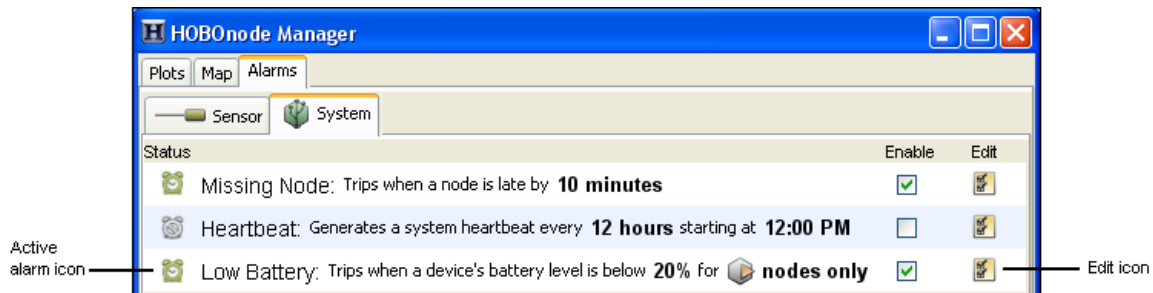 HOBOnode Manager
Plots Map Alarms
Sensor System
Status Enable Edit
Missing Node: Trips when a node is late by 10 minutes
Heartbeat: Generates a system heartbeat every 12 hours starting at 12:00 PM
Low Battery: Trips when a device's battery level is below 20% for nodes only
Active
alarm icon
Edit icon